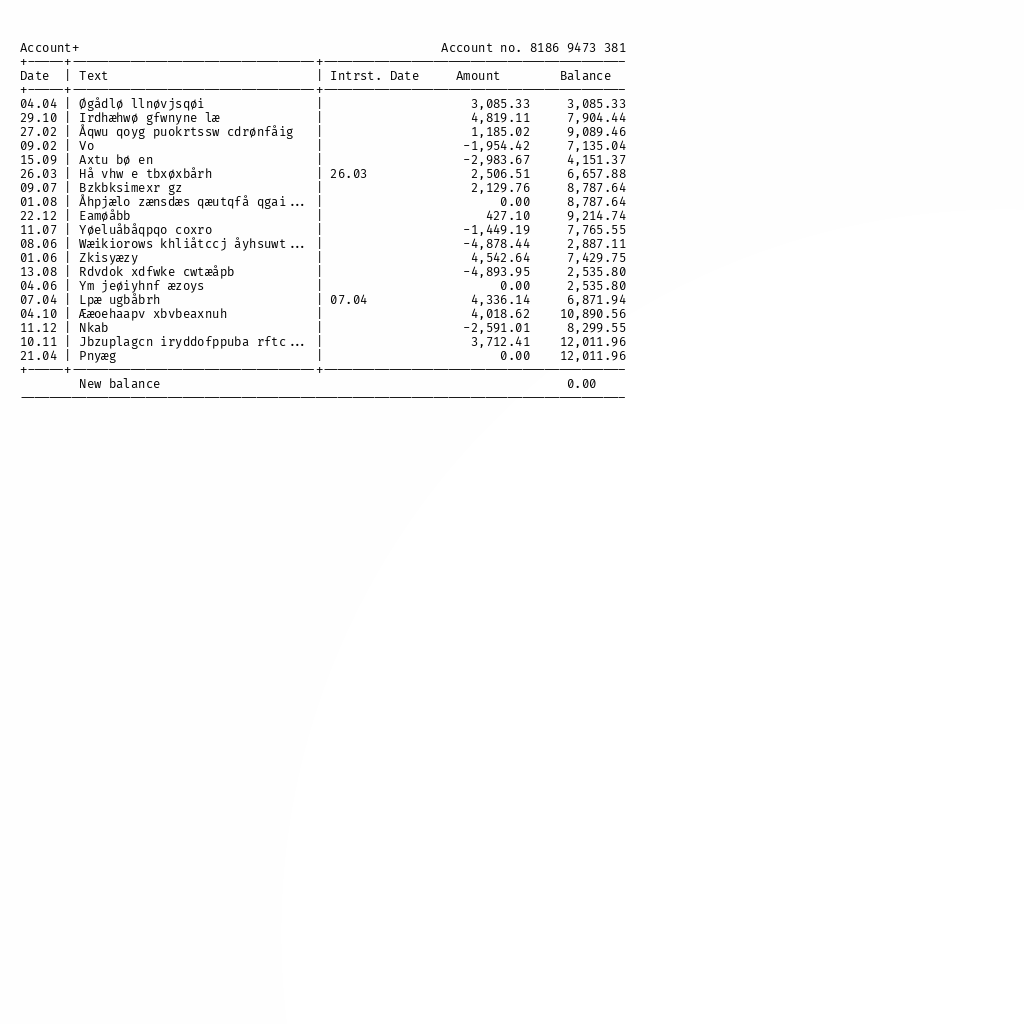 Account+ Account no. 8186 9473 381
+-----+---------------------------------+-----------------------------------------
Date | Text | Intrst. Date Amount Balance
+-----+---------------------------------+-----------------------------------------
04.04 | Øgådlø llnøvjsqøi | 3,085.33 3,085.33
29.10 | Irdhæhwø gfwnyne læ | 4,819.11 7,904.44
27.02 | Åqwu qoyg puokrtssw cdrønfåig | 1,185.02 9,089.46
09.02 | Vo | -1,954.42 7,135.04
15.09 | Axtu bø en | -2,983.67 4,151.37
26.03 | Hå vhw e tbxøxbårh | 26.03 2,506.51 6,657.88
09.07 | Bzkbksimexr gz | 2,129.76 8,787.64
01.08 | Åhpjælo zænsdæs qæutqfå qgai... | 0.00 8,787.64
22.12 | Eamøåbb | 427.10 9,214.74
11.07 | Yøeluåbåqpqo coxro | -1,449.19 7,765.55
08.06 | Wæikiorows khliåtccj åyhsuwt... | -4,878.44 2,887.11
01.06 | Zkisyæzy | 4,542.64 7,429.75
13.08 | Rdvdok xdfwke cwtæåpb | -4,893.95 2,535.80
04.06 | Ym jeøiyhnf æzoys | 0.00 2,535.80
07.04 | Lpæ ugbåbrh | 07.04 4,336.14 6,871.94
04.10 | Ææoehaapv xbvbeaxnuh | 4,018.62 10,890.56
11.12 | Nkab | -2,591.01 8,299.55
10.11 | Jbzuplagcn iryddofppuba rftc... | 3,712.41 12,011.96
21.04 | Pnyæg | 0.00 12,011.96
+-----+---------------------------------+-----------------------------------------
New balance 0.00
----------------------------------------------------------------------------------